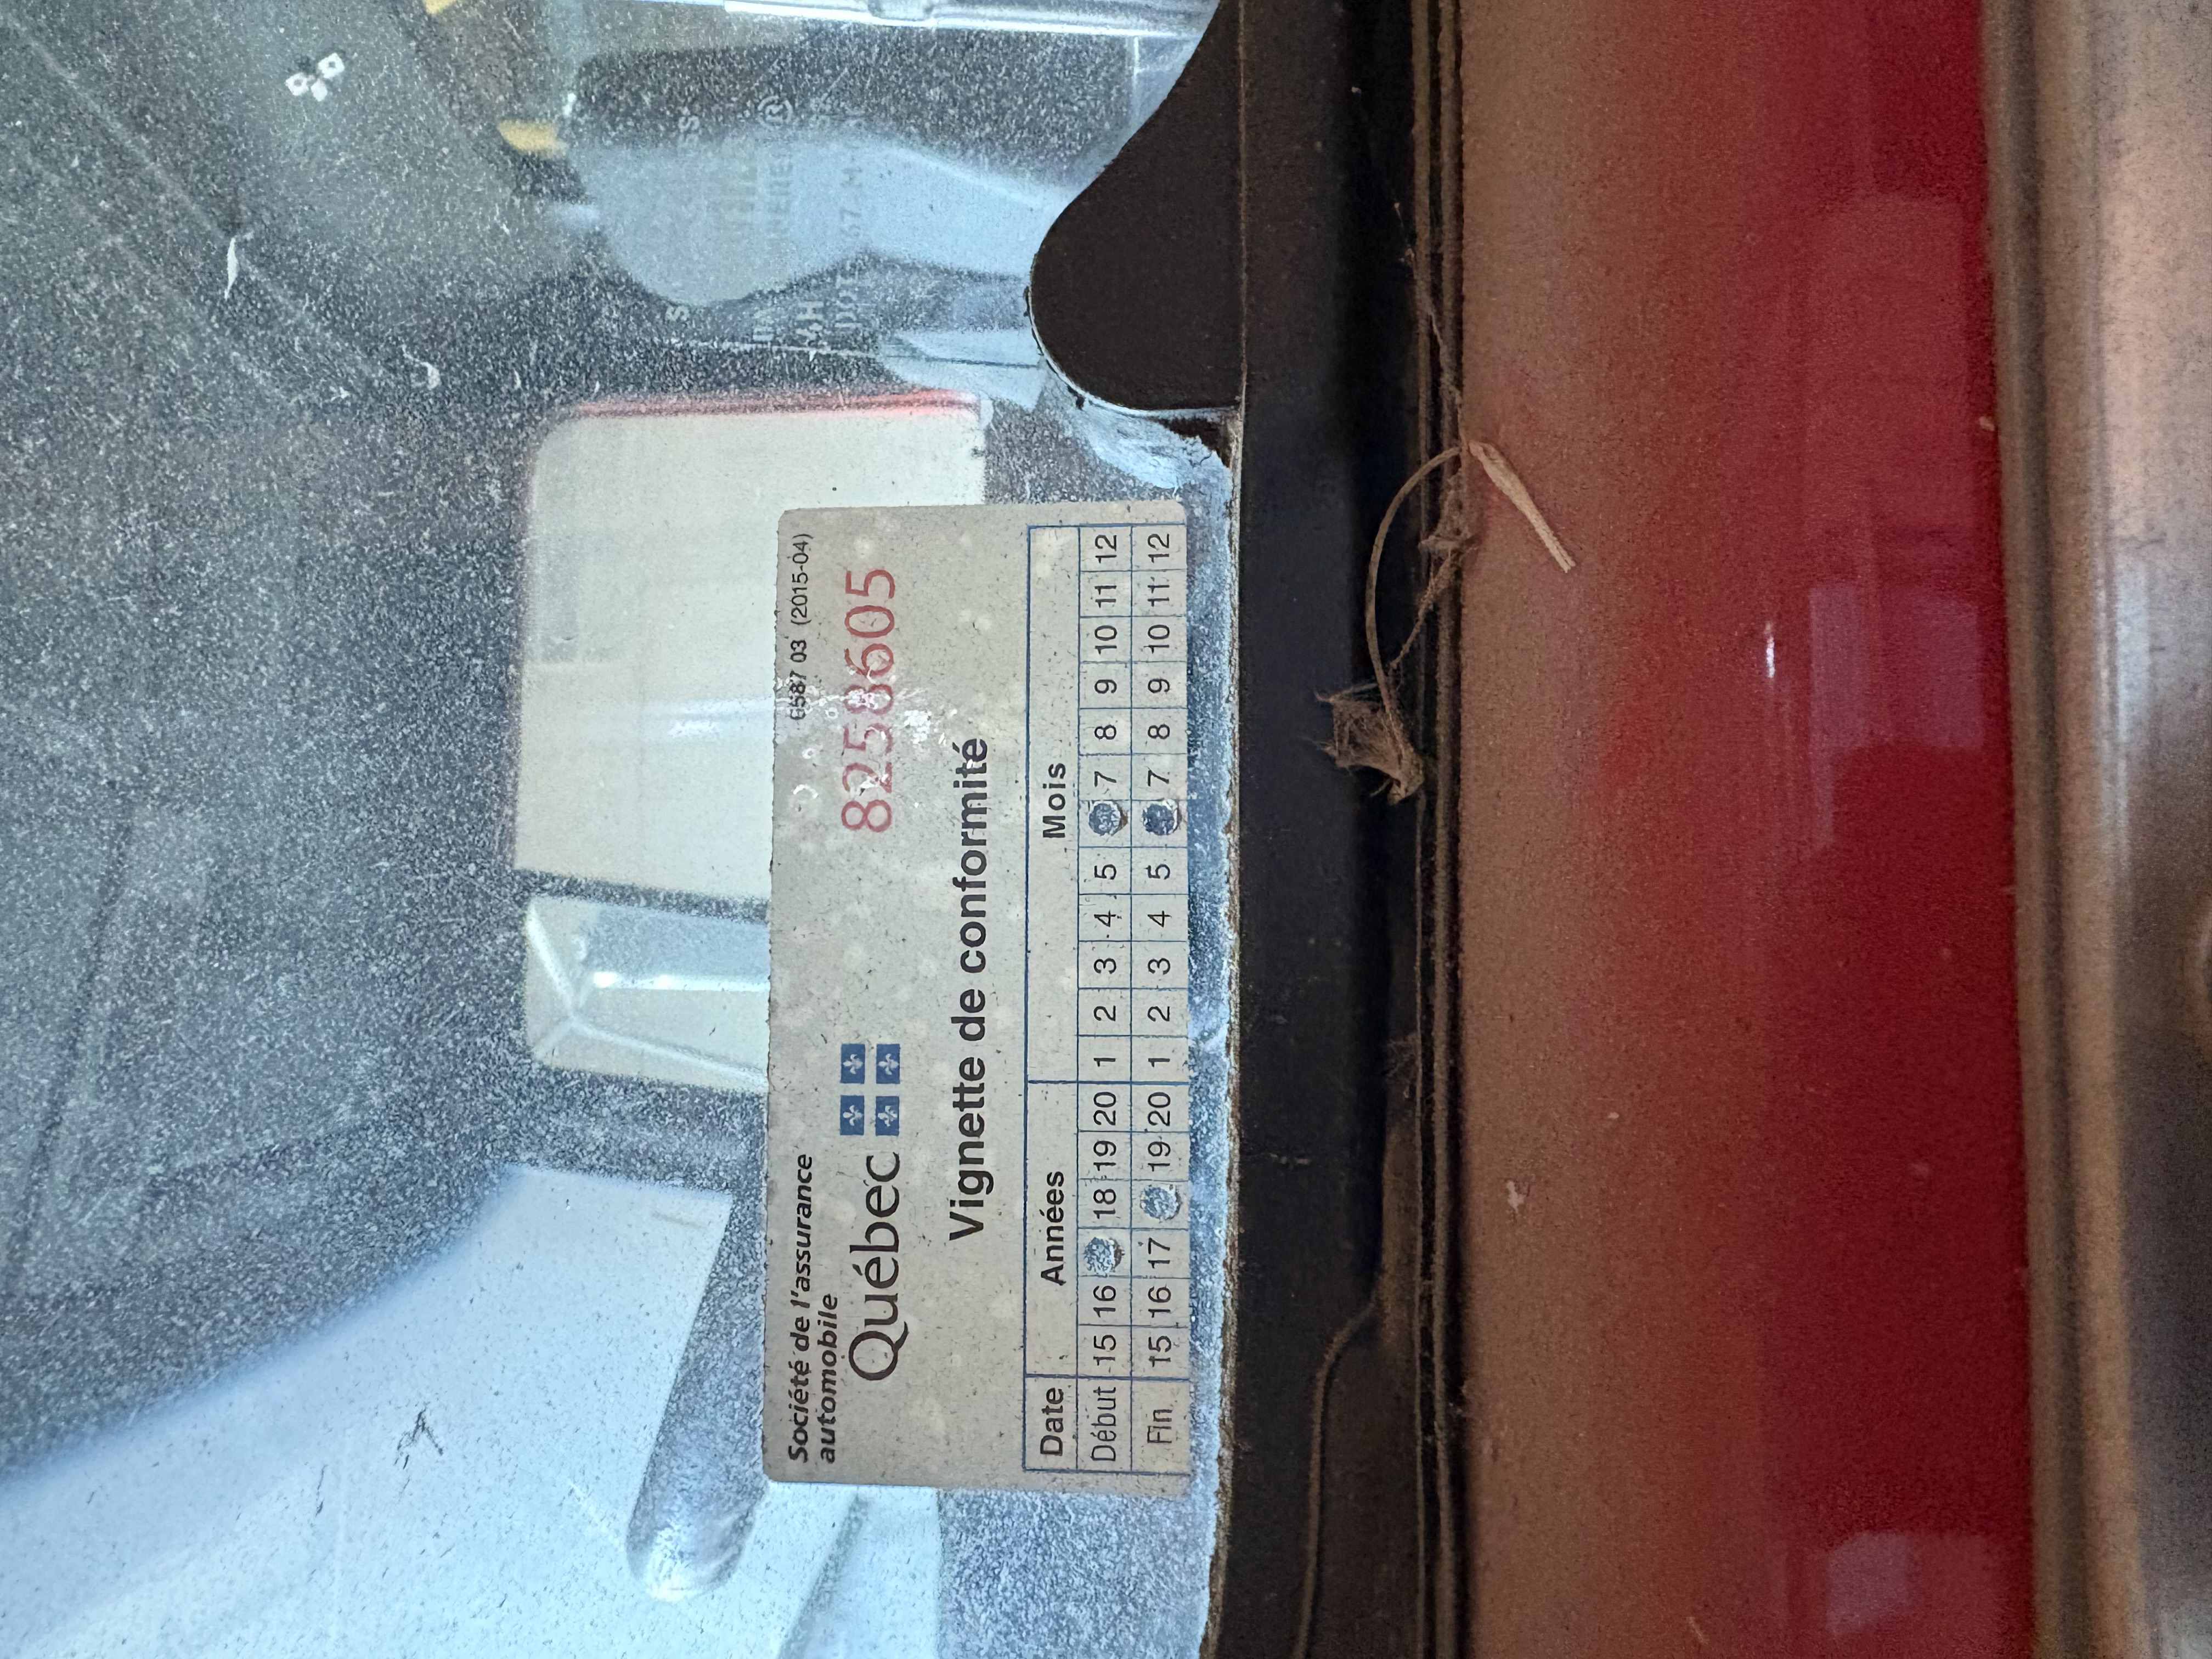 Société de l'assurance
automobile
6587 03 (2015-04)
Québec
8258605
Vignette de conformité
Date Années Mois
Début 15 16 18 19 20 1 2 3 4 5 7 8 9 10 11 12
Fin 15 16 17 19 20 1 2 3 4 5 7 8 9 10 11 12